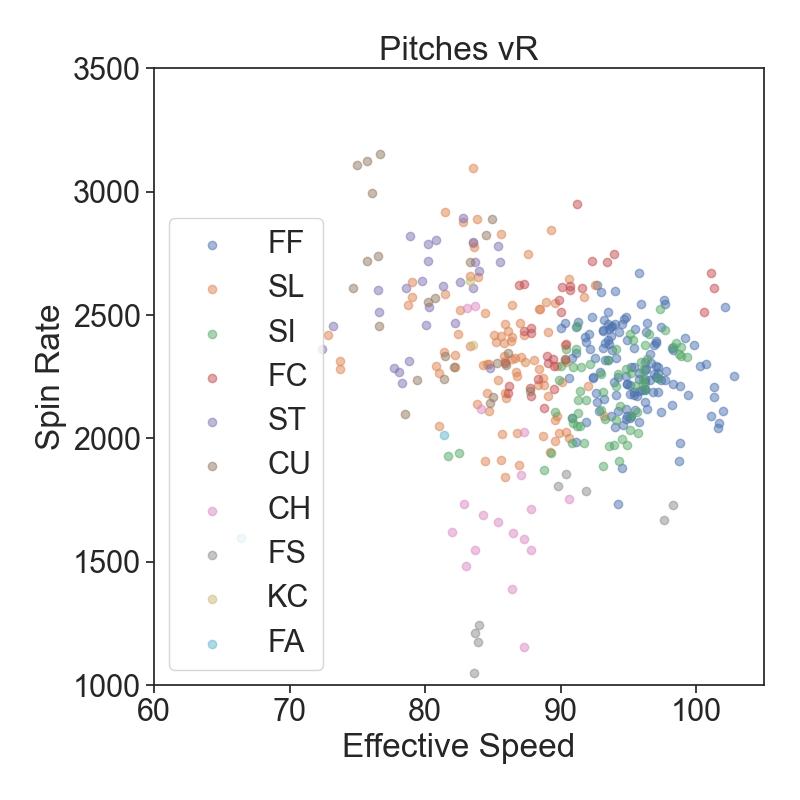 Pitches vR
3500
3000
2500
2000
1500
1000
Spin Rate
FF
SL
SI
FC
ST
CU
CH
FS
KC
FA
60 70 80 90 100
Effective Speed